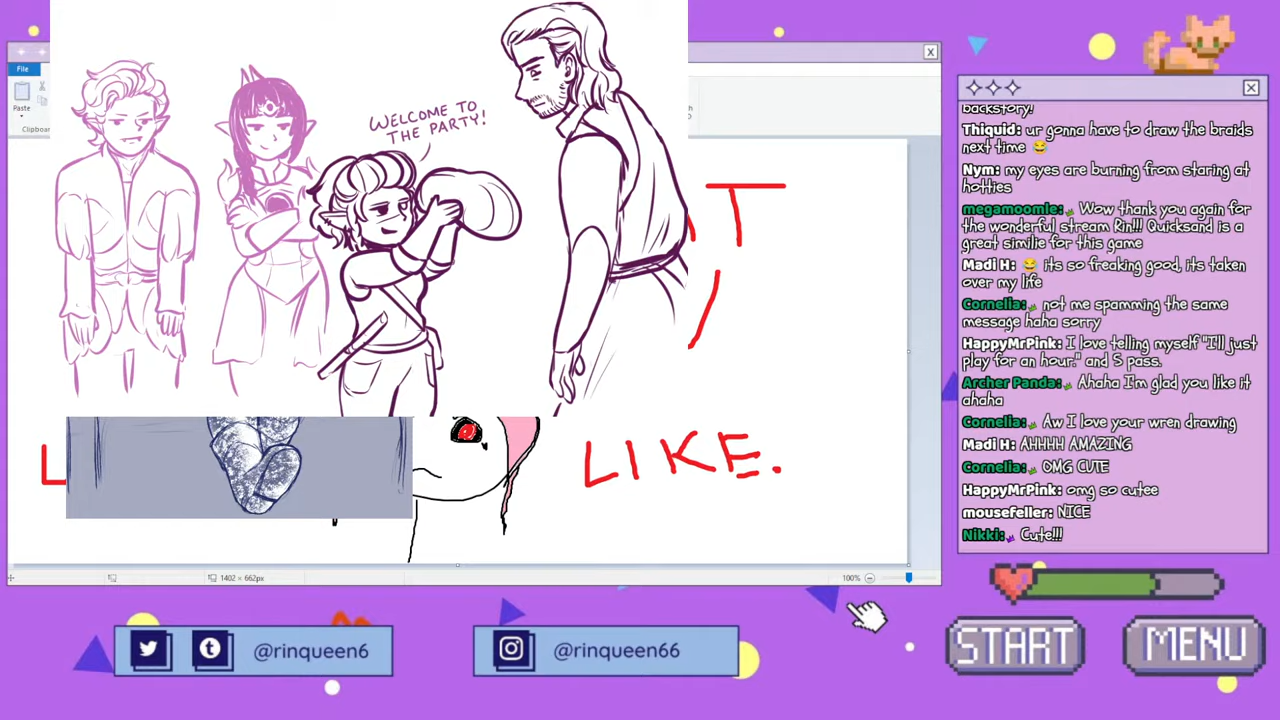 File
Paste
Clipboard
WELCOME TO
THE PARTY!
T
L
LIKE.
1402 × 662px
100%
backstory!
Thiquid: ur gonna have to draw the braids
next time 😂
Nym: my eyes are burning from staring at
hotties
megamoomie: Wow thank you again for
the wonderful stream Rin!!! Quicksand is a
great similie for this game
Madi H: 😂 its so freaking good, its taken
over my life
Cornelia: not me spamming the same
message haha sorry
HappyMrPink: I love telling myself "I'll just
play for an hour." and 5 pass.
Archer Panda: Ahaha I'm glad you like it
ahaha
Cornelia: Aw I love your wren drawing
Madi H: AHHHH AMAZING
Cornelia: OMG CUTE
HappyMrPink: omg so cutee
mousefeller: NICE
Nikki: Cute!!!
@rinqueen6
@rinqueen66
START
MENU